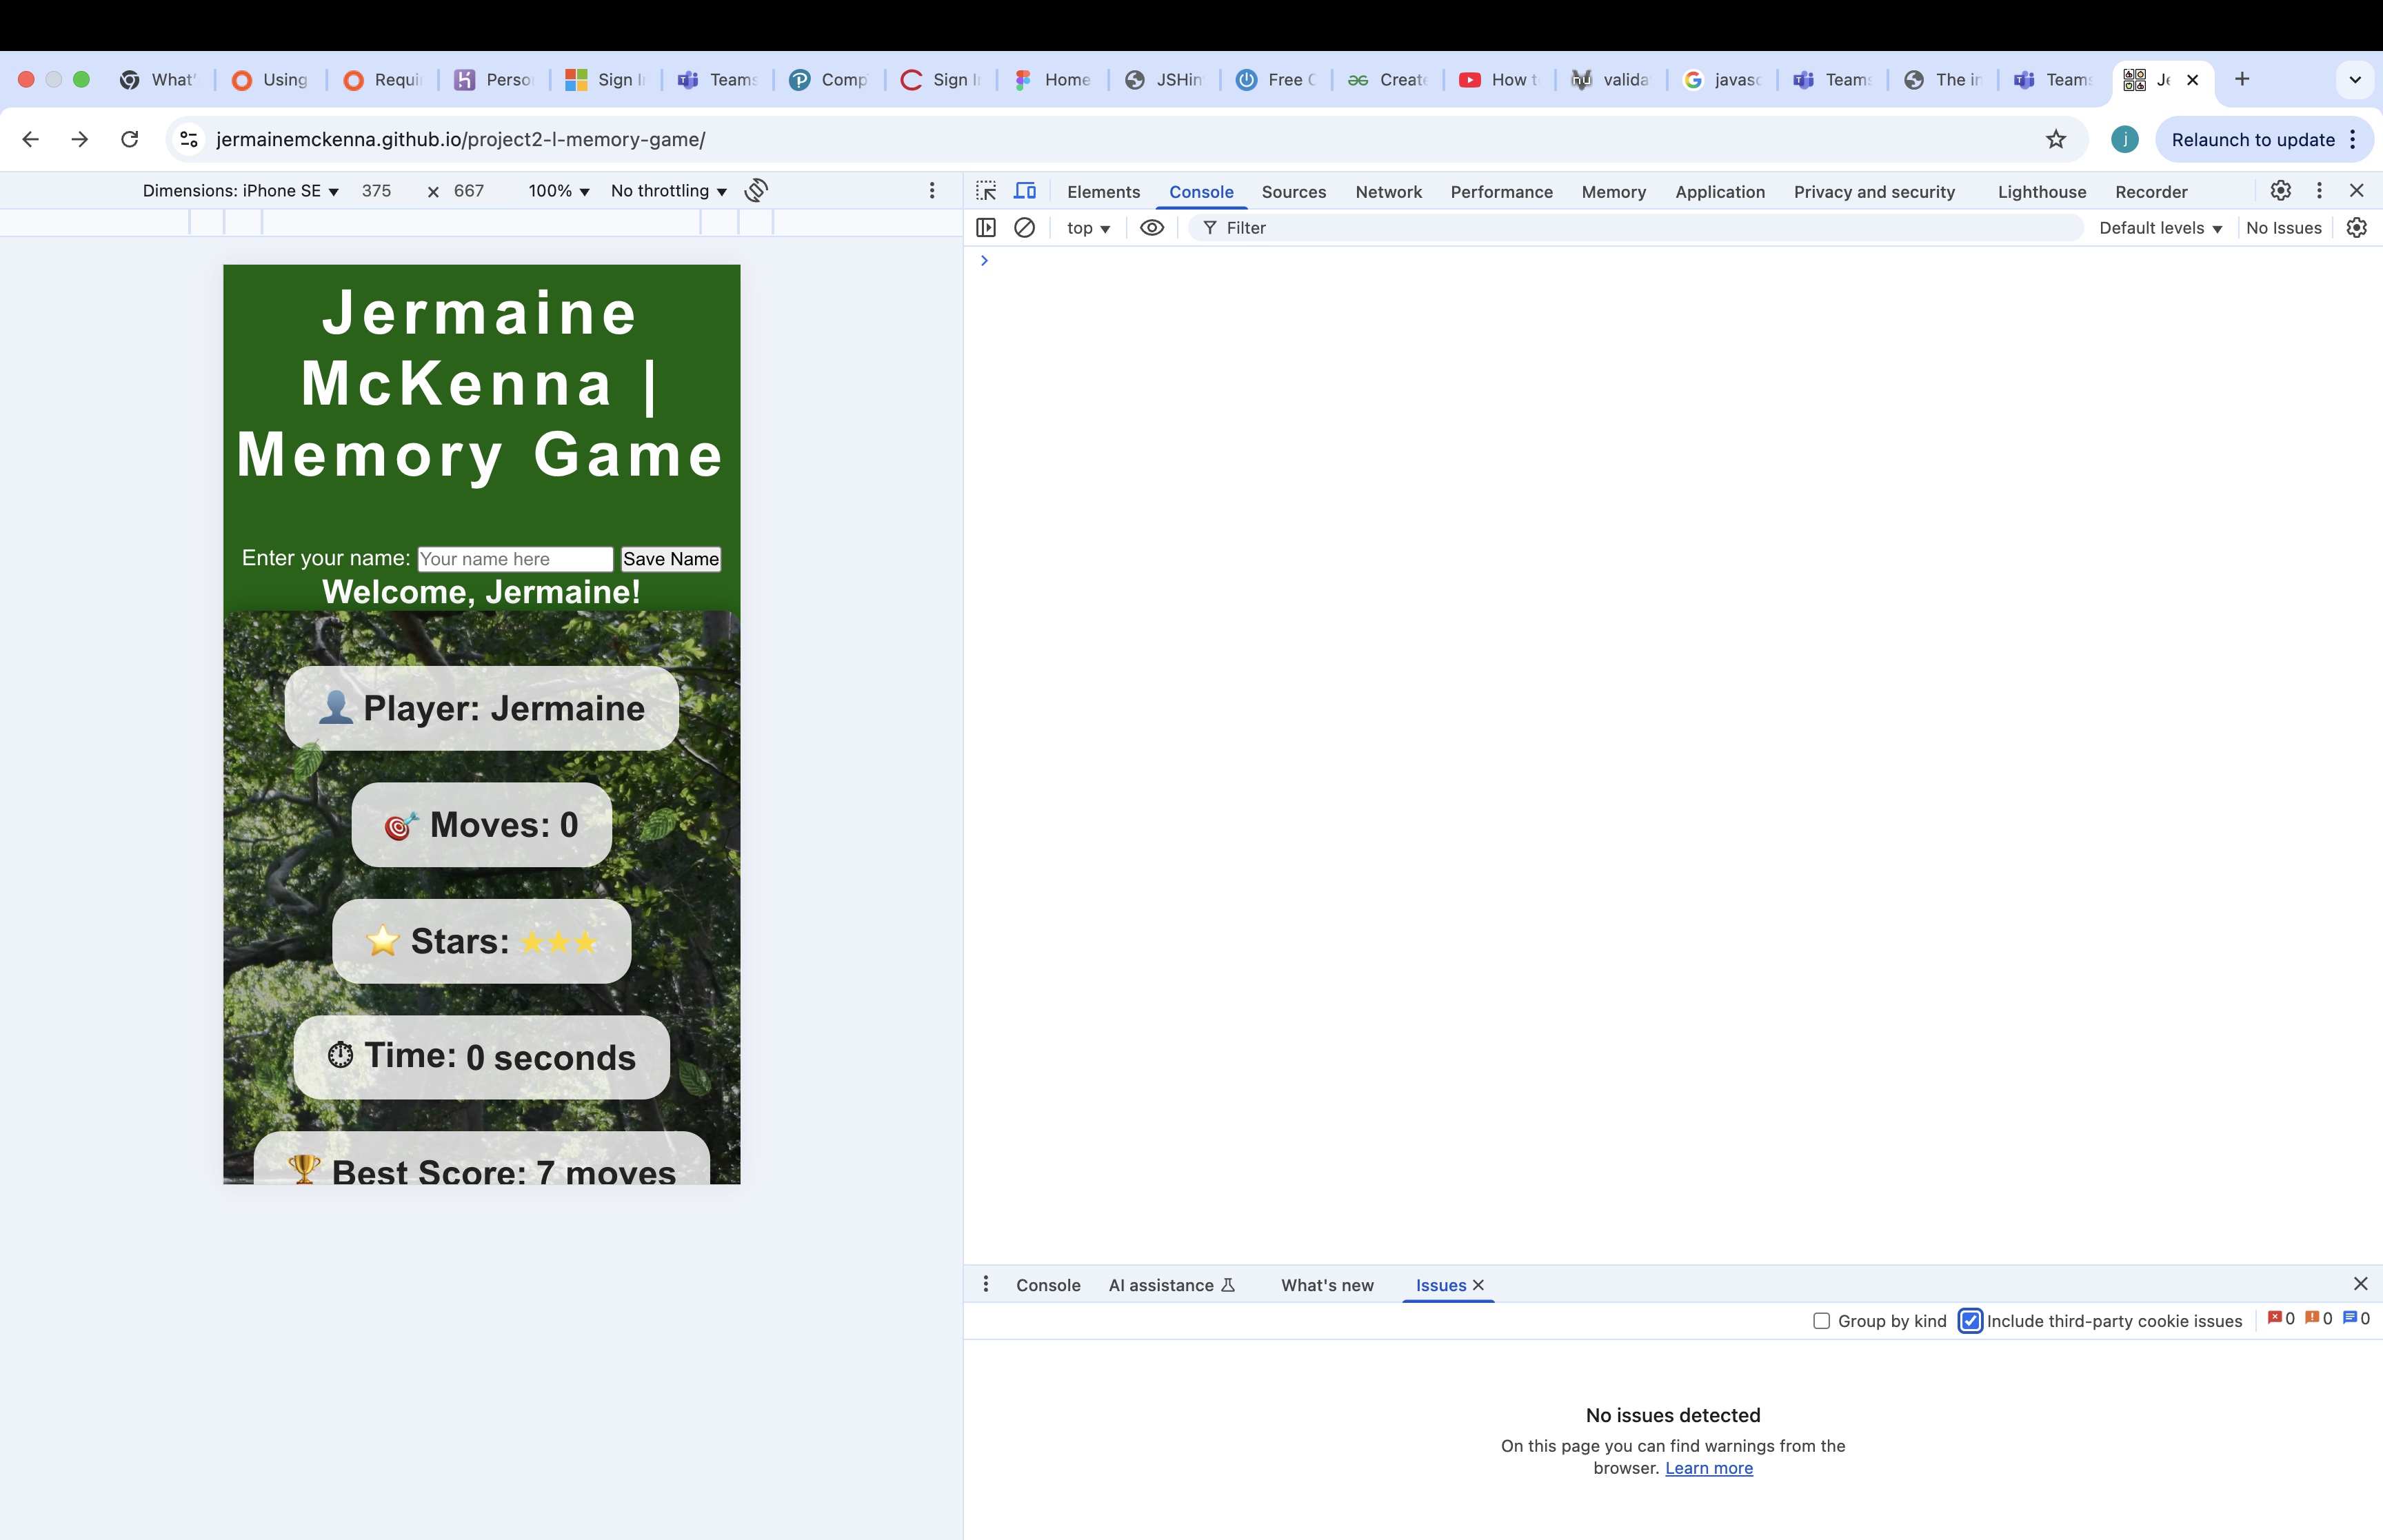 What'
Using
Requi
Perso
Sign I
Teams
Comp
Sign I
Home
JSHin
Free C
Create
How t
valida
javasc
Teams
The in
Team
Je
jermainemckenna.github.io/project2-l-memory-game/
j
Relaunch to update
Dimensions: iPhone SE 375 x 667 100% No throttling
Elements Console Sources Network Performance Memory Application Privacy and security Lighthouse Recorder
top Filter Default levels No Issues
Jermaine
McKenna |
Memory Game
Enter your name: Your name here Save Name
Welcome, Jermaine!
Player: Jermaine
Moves: 0
Stars: ★★★
Time: 0 seconds
Best Score: 7 moves
Console AI assistance What's new Issues
Group by kind Include third-party cookie issues 0 0 0
No issues detected
On this page you can find warnings from the
browser. Learn more